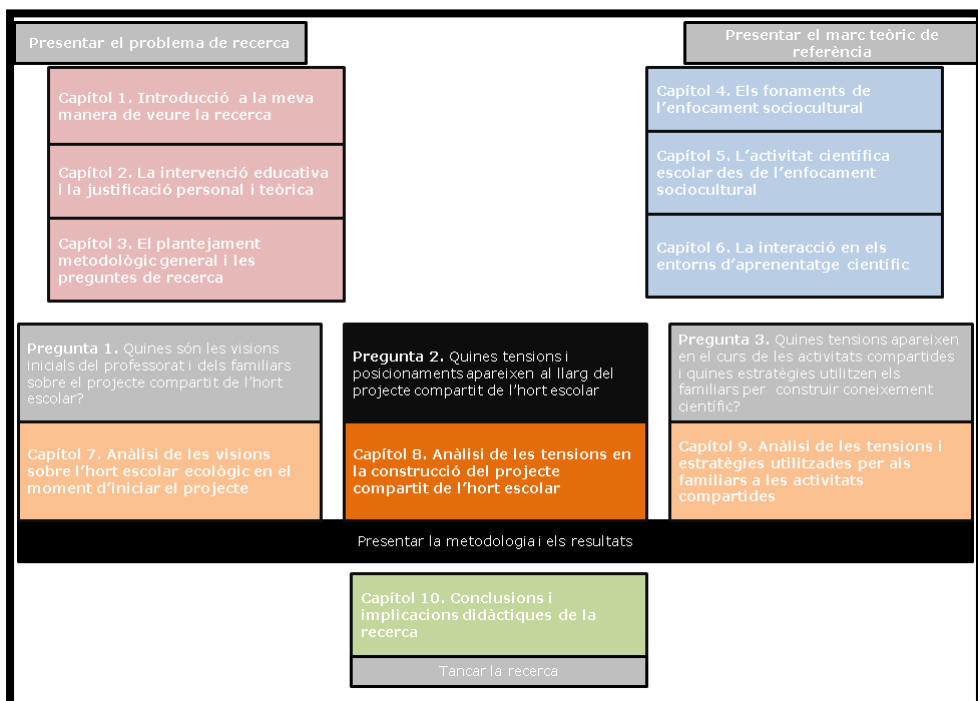 Presentar el problema de recerca
Presentar el marc teòric de
referència
Capítol 1. Introducció a la meva
manera de veure la recerca
Capítol 2. La intervenció educativa
i la justificació personal i teòrica
Capítol 3. El plantejament
metodològic general i les
preguntes de recerca
Capítol 4. Els fonaments de
l’enfocament sociocultural
Capítol 5. L’activitat científica
escolar des de l’enfocament
sociocultural
Capítol 6. La interacció en els
entorns d’aprenentatge científic
Pregunta 1. Quines són les visions
inicials del professorat i dels familiars
sobre el projecte compartit de l’hort
escolar?
Capítol 7. Anàlisi de les visions
sobre l’hort escolar ecològic en el
moment d’iniciar el projecte
Pregunta 2. Quines tensions i
posicionaments apareixen al llarg del
projecte compartit de l’hort escolar
Capítol 8. Anàlisi de les tensions en
la construcció del projecte
compartit de l’hort escolar
Pregunta 3. Quines tensions apareixen
en el curs de les activitats compartides
i quines estratègies utilitzen els
familiars per construir coneixement
científic?
Capítol 9. Anàlisi de les tensions i
estratègies utilitzades per als
familiars a les activitats
compartides
Presentar la metodologia i els resultats
Capítol 10. Conclusions i
implicacions didàctiques de la
recerca
Tancar la recerca